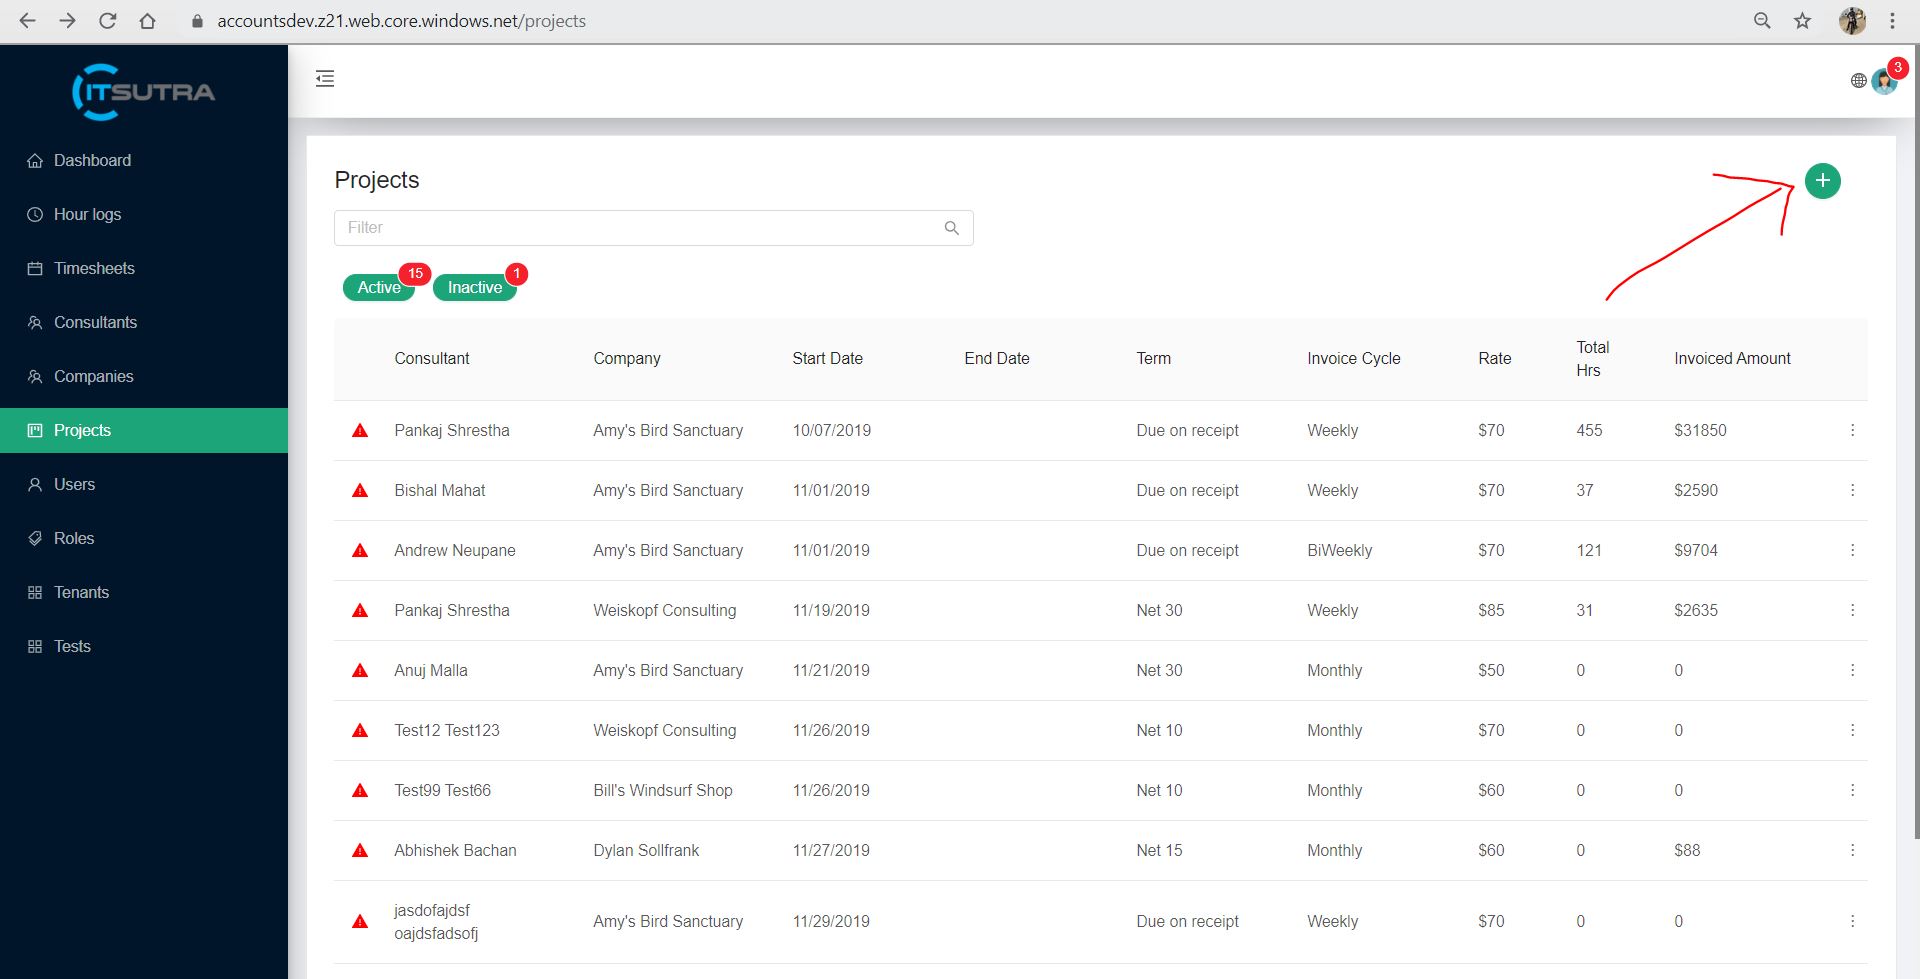 accountsdev.z21.web.core.windows.net/projects
ITSUTRA
3
Dashboard
Hour logs
Timesheets
Consultants
Companies
Projects
Users
Roles
Tenants
Tests
Projects
Filter
Active 15 Inactive 1
Consultant Company Start Date End Date Term Invoice Cycle Rate Total Hrs Invoiced Amount
Pankaj Shrestha Amy's Bird Sanctuary 10/07/2019 Due on receipt Weekly $70 455 $31850
Bishal Mahat Amy's Bird Sanctuary 11/01/2019 Due on receipt Weekly $70 37 $2590
Andrew Neupane Amy's Bird Sanctuary 11/01/2019 Due on receipt BiWeekly $70 121 $9704
Pankaj Shrestha Weiskopf Consulting 11/19/2019 Net 30 Weekly $85 31 $2635
Anuj Malla Amy's Bird Sanctuary 11/21/2019 Net 30 Monthly $50 0 0
Test12 Test123 Weiskopf Consulting 11/26/2019 Net 10 Monthly $70 0 0
Test99 Test66 Bill's Windsurf Shop 11/26/2019 Net 10 Monthly $60 0 0
Abhishek Bachan Dylan Sollfrank 11/27/2019 Net 15 Monthly $60 0 $88
jasdofajdsf oajdsfadsofj Amy's Bird Sanctuary 11/29/2019 Due on receipt Weekly $70 0 0